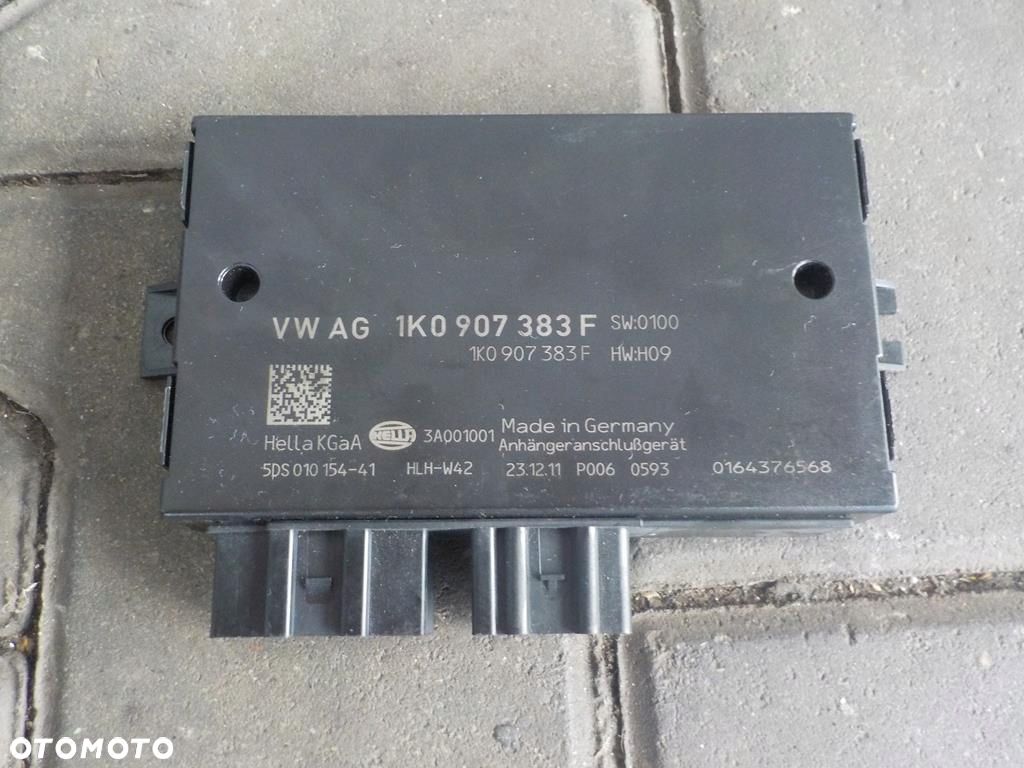 VW AG 1K0 907 383 F SW:0100
1K0 907 383 F HW:H09
Made in Germany
Hella KGaA HELLA 3A001001 Anhängeranschlußgerät
5DS 010 154-41 HLH-W42 23.12.11 P006 0593 0164376568
OTOMOTO